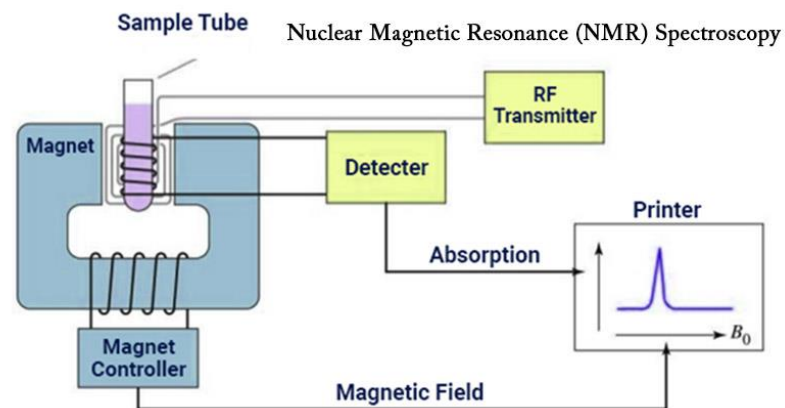 Sample Tube
Nuclear Magnetic Resonance (NMR) Spectroscopy
RF
Transmitter
Magnet
Detecter
Printer
Absorption
B0
Magnet
Controller
Magnetic Field